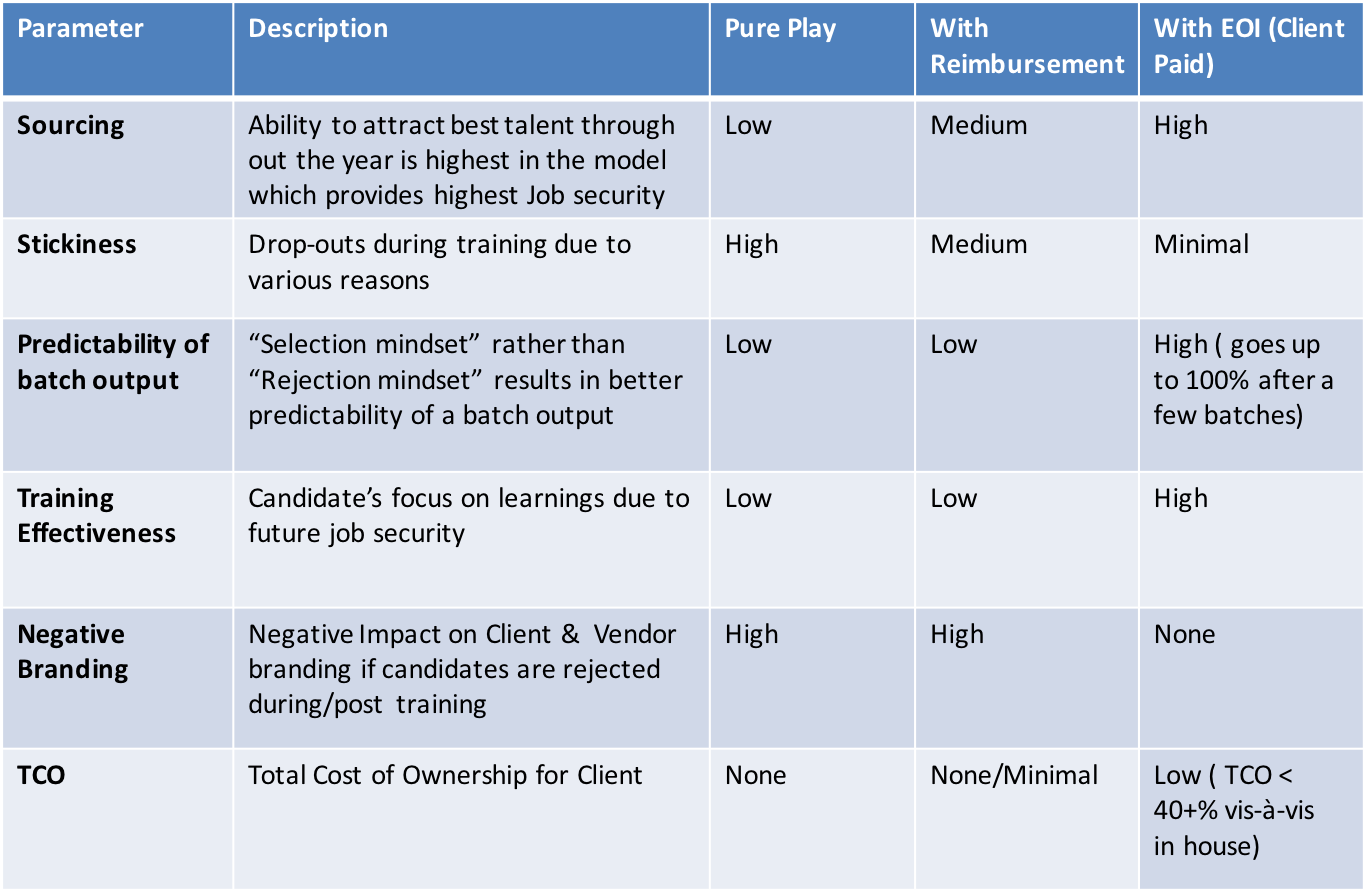 Parameter
Description
Pure Play
With
Reimbursement
With EOI (Client
Paid)
Sourcing
Ability to attract best talent through
out the year is highest in the model
which provides highest Job security
Low
Medium
High
Stickiness
Drop-outs during training due to
various reasons
High
Medium
Minimal
Predictability of
batch output
“Selection mindset” rather than
“Rejection mindset” results in better
predictability of a batch output
Low
Low
High ( goes up
to 100% after a
few batches)
Training
Effectiveness
Candidate’s focus on learnings due to
future job security
Low
Low
High
Negative
Branding
Negative Impact on Client & Vendor
branding if candidates are rejected
during/post training
High
High
None
TCO
Total Cost of Ownership for Client
None
None/Minimal
Low ( TCO <
40+% vis-à-vis
in house)